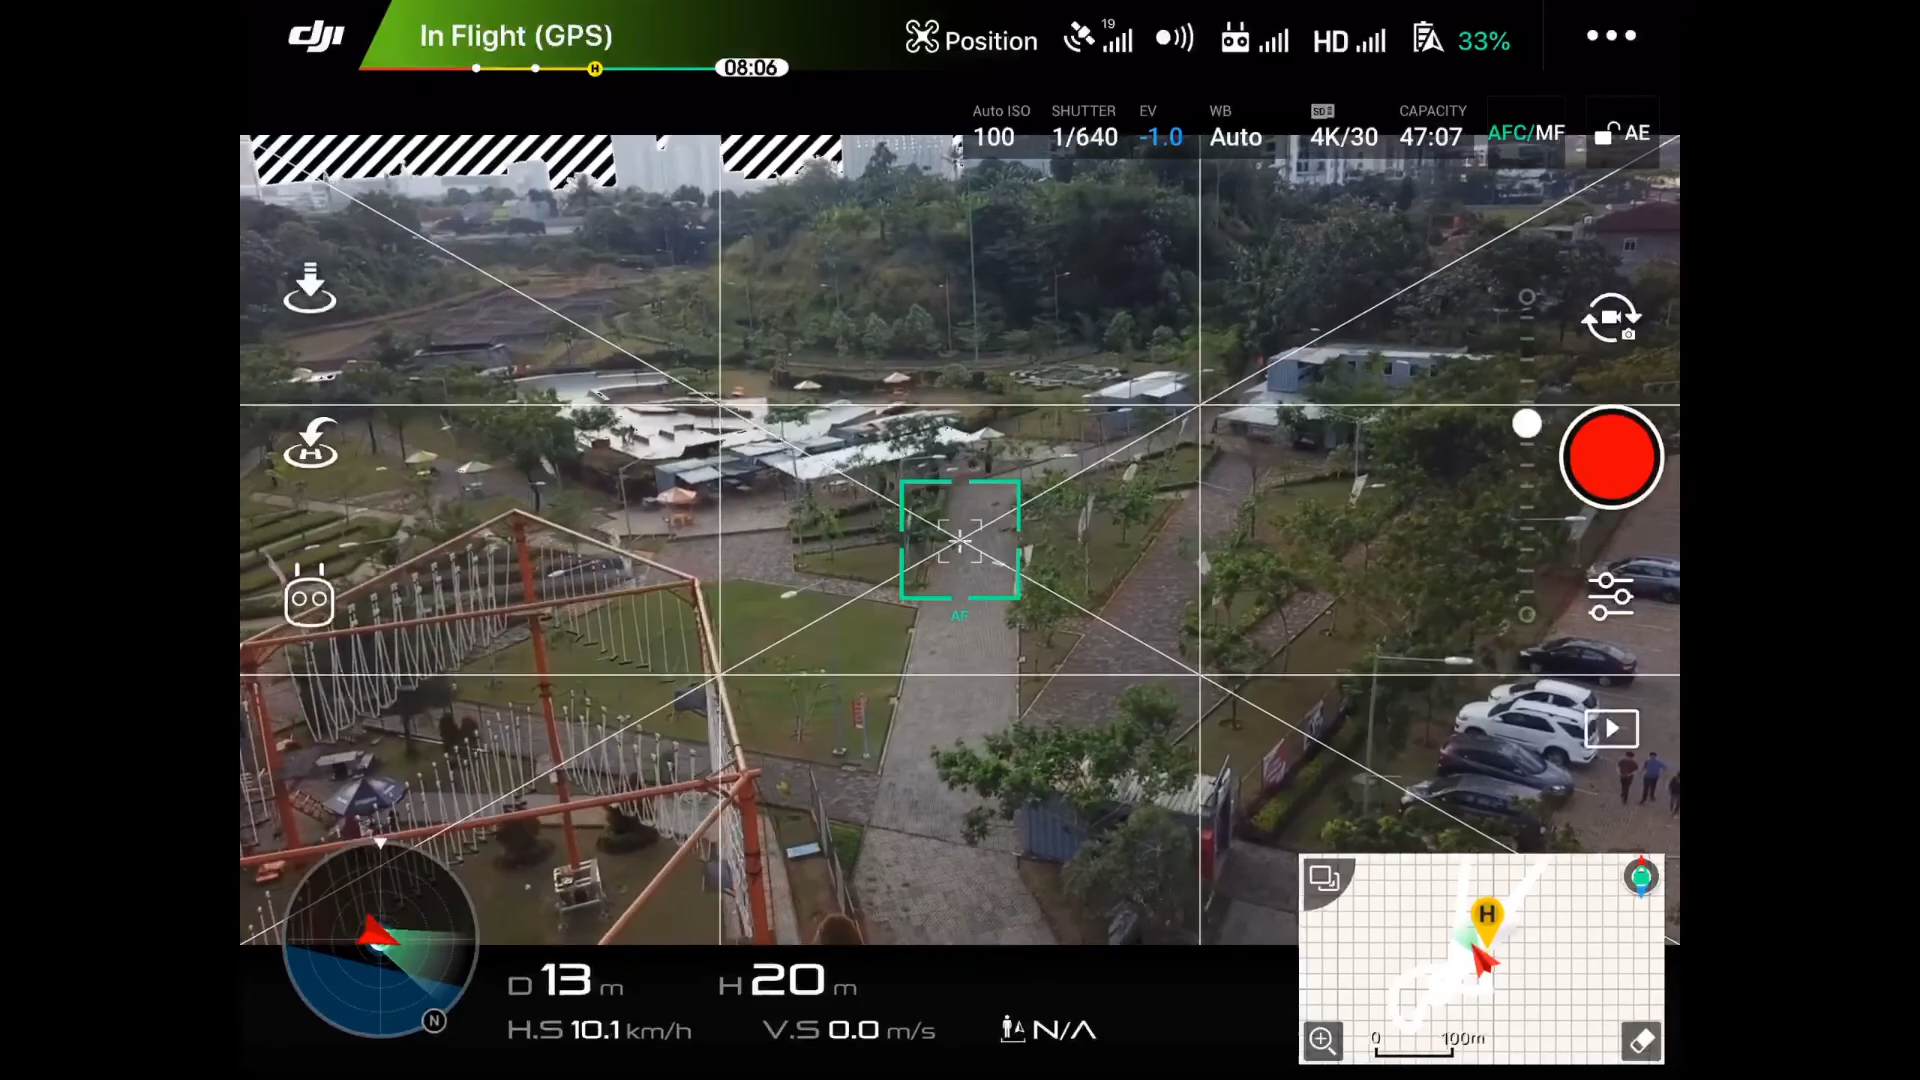 dji In Flight (GPS) Position 19 HD 33%
H 08:06
Auto ISO SHUTTER EV WB SD CAPACITY
100 1/640 -1.0 Auto 4K/30 47:07 AFC/MF AE
H
AF
H
N
D 13 m H 20 m
H.S 10.1 km/h V.S 0.0 m/s N/A
0 100m